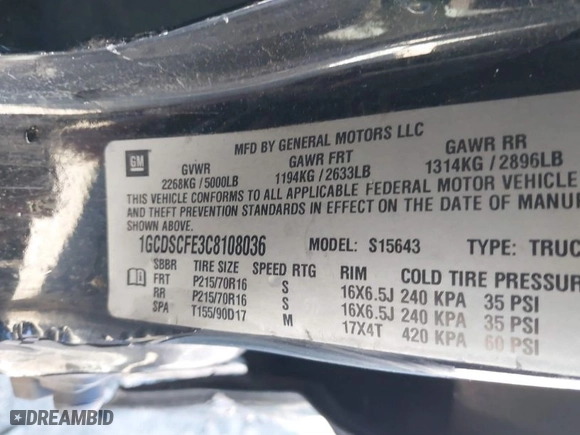 MFD BY GENERAL MOTORS LLC
GM
GVWR GAWR FRT GAWR RR
2268KG / 5000LB 1194KG / 2633LB 1314KG / 2896LB
THIS VEHICLE CONFORMS TO ALL APPLICABLE FEDERAL MOTOR VEHICLE
AND THEFT PREVENTION STANDARDS IN EFFECT ON THE DATE OF MANU
SHOWN ABOVE.
1GCDSCFE3C8108036 MODEL: S15643 TYPE: TRUC
SBBR TIRE SIZE SPEED RTG RIM COLD TIRE PRESSU
FRT P215/70R16 S 16X6.5J 240 KPA 35 PSI
RR P215/70R16 S 16X6.5J 240 KPA 35 PSI
SPA T155/90D17 M 17X4T 420 KPA 60 PSI
DREAMBID